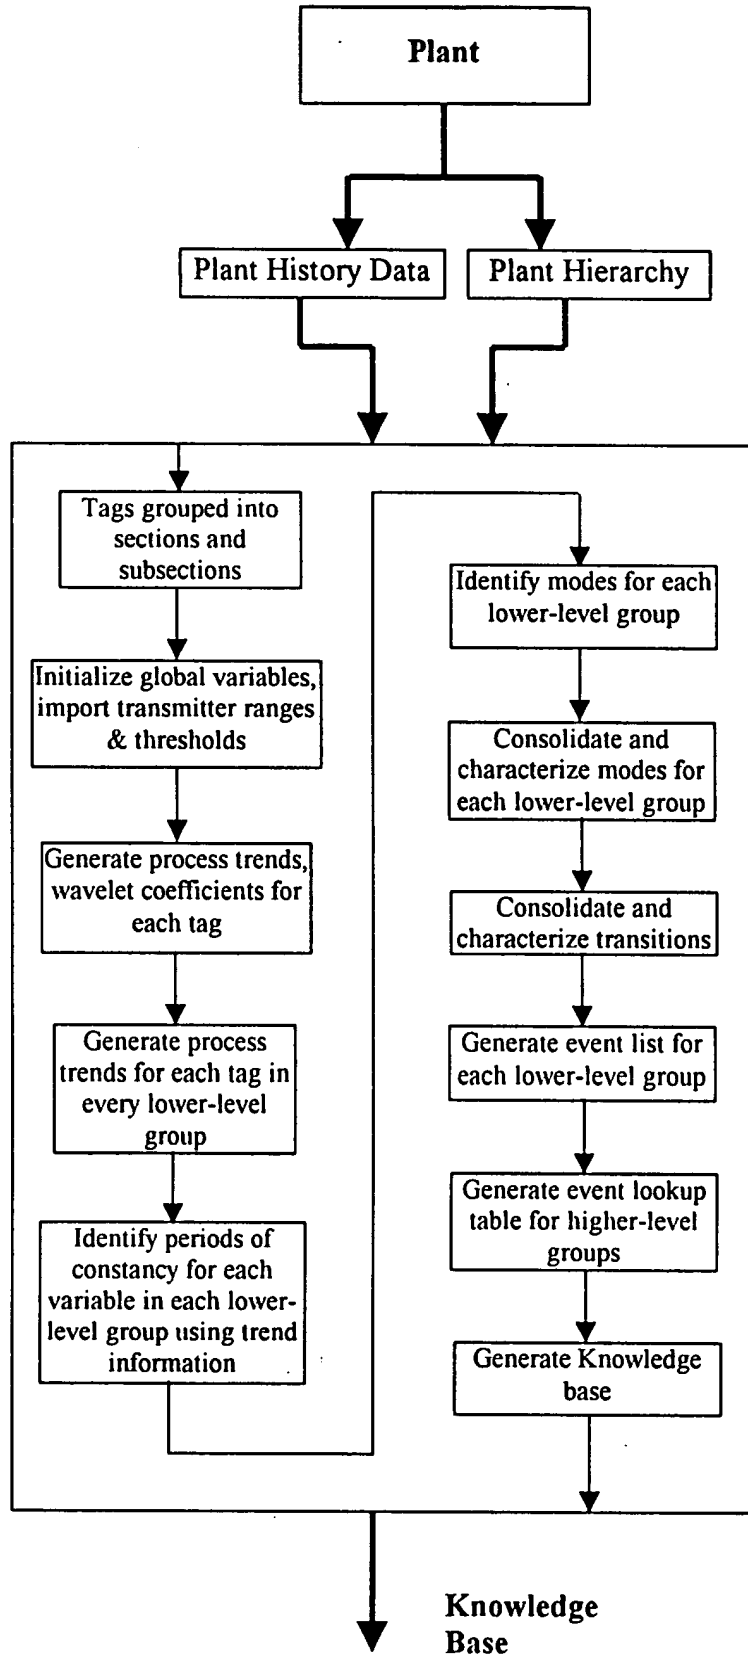 Plant
Plant History Data
Plant Hierarchy
Tags grouped into
sections and
subsections
Initialize global variables,
import transmitter ranges
& thresholds
Generate process trends,
wavelet coefficients for
each tag
Generate process
trends for each tag in
every lower-level
group
Identify periods of
constancy for each
variable in each lower-
level group using trend
information
Identify modes for each
lower-level group
Consolidate and
characterize modes for
each lower-level group
Consolidate and
characterize transitions
Generate event list for
each lower-level group
Generate event lookup
table for higher-level
groups
Generate Knowledge
base
Knowledge
Base